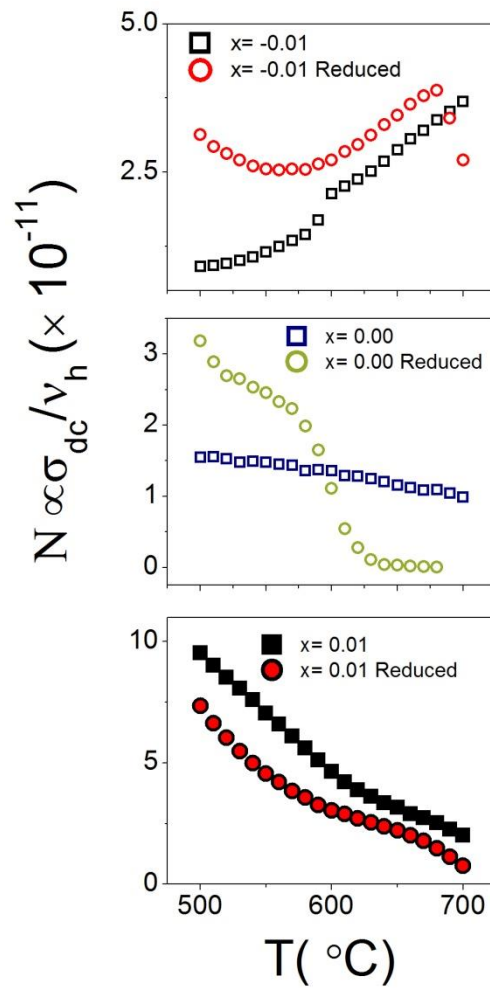 N ∝σdc/νh (× 10-11)
5.0
2.5
x= -0.01
x= -0.01 Reduced
3
2
1
0
x= 0.00
x= 0.00 Reduced
10
5
0
x= 0.01
x= 0.01 Reduced
500 600 700
T( °C)